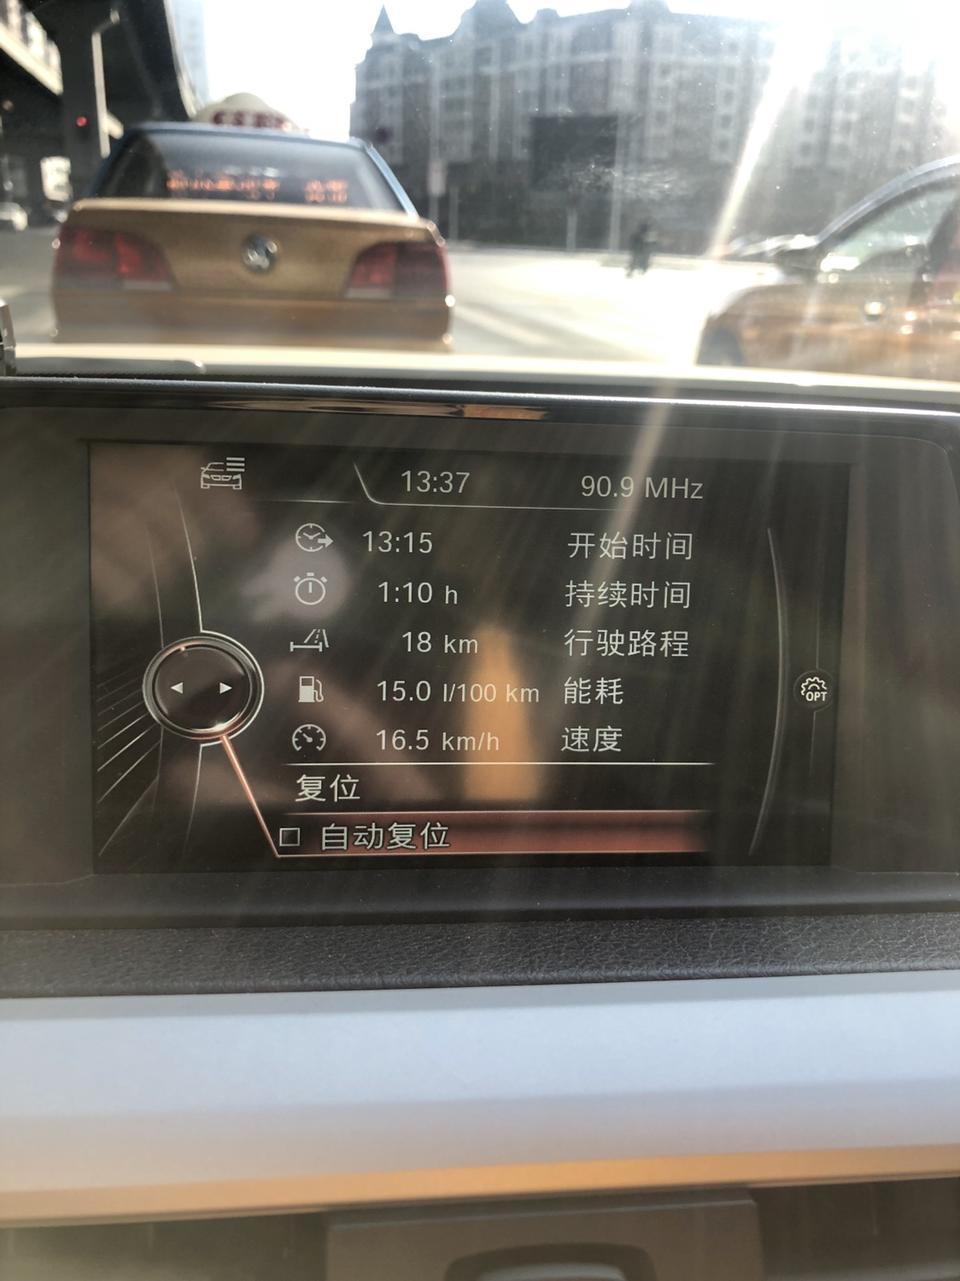 13:37 90.9 MHz
13:15 开始时间
1:10 h 持续时间
18 km 行驶路程
15.0 l/100 km 能耗
16.5 km/h 速度
复位
自动复位
OPT